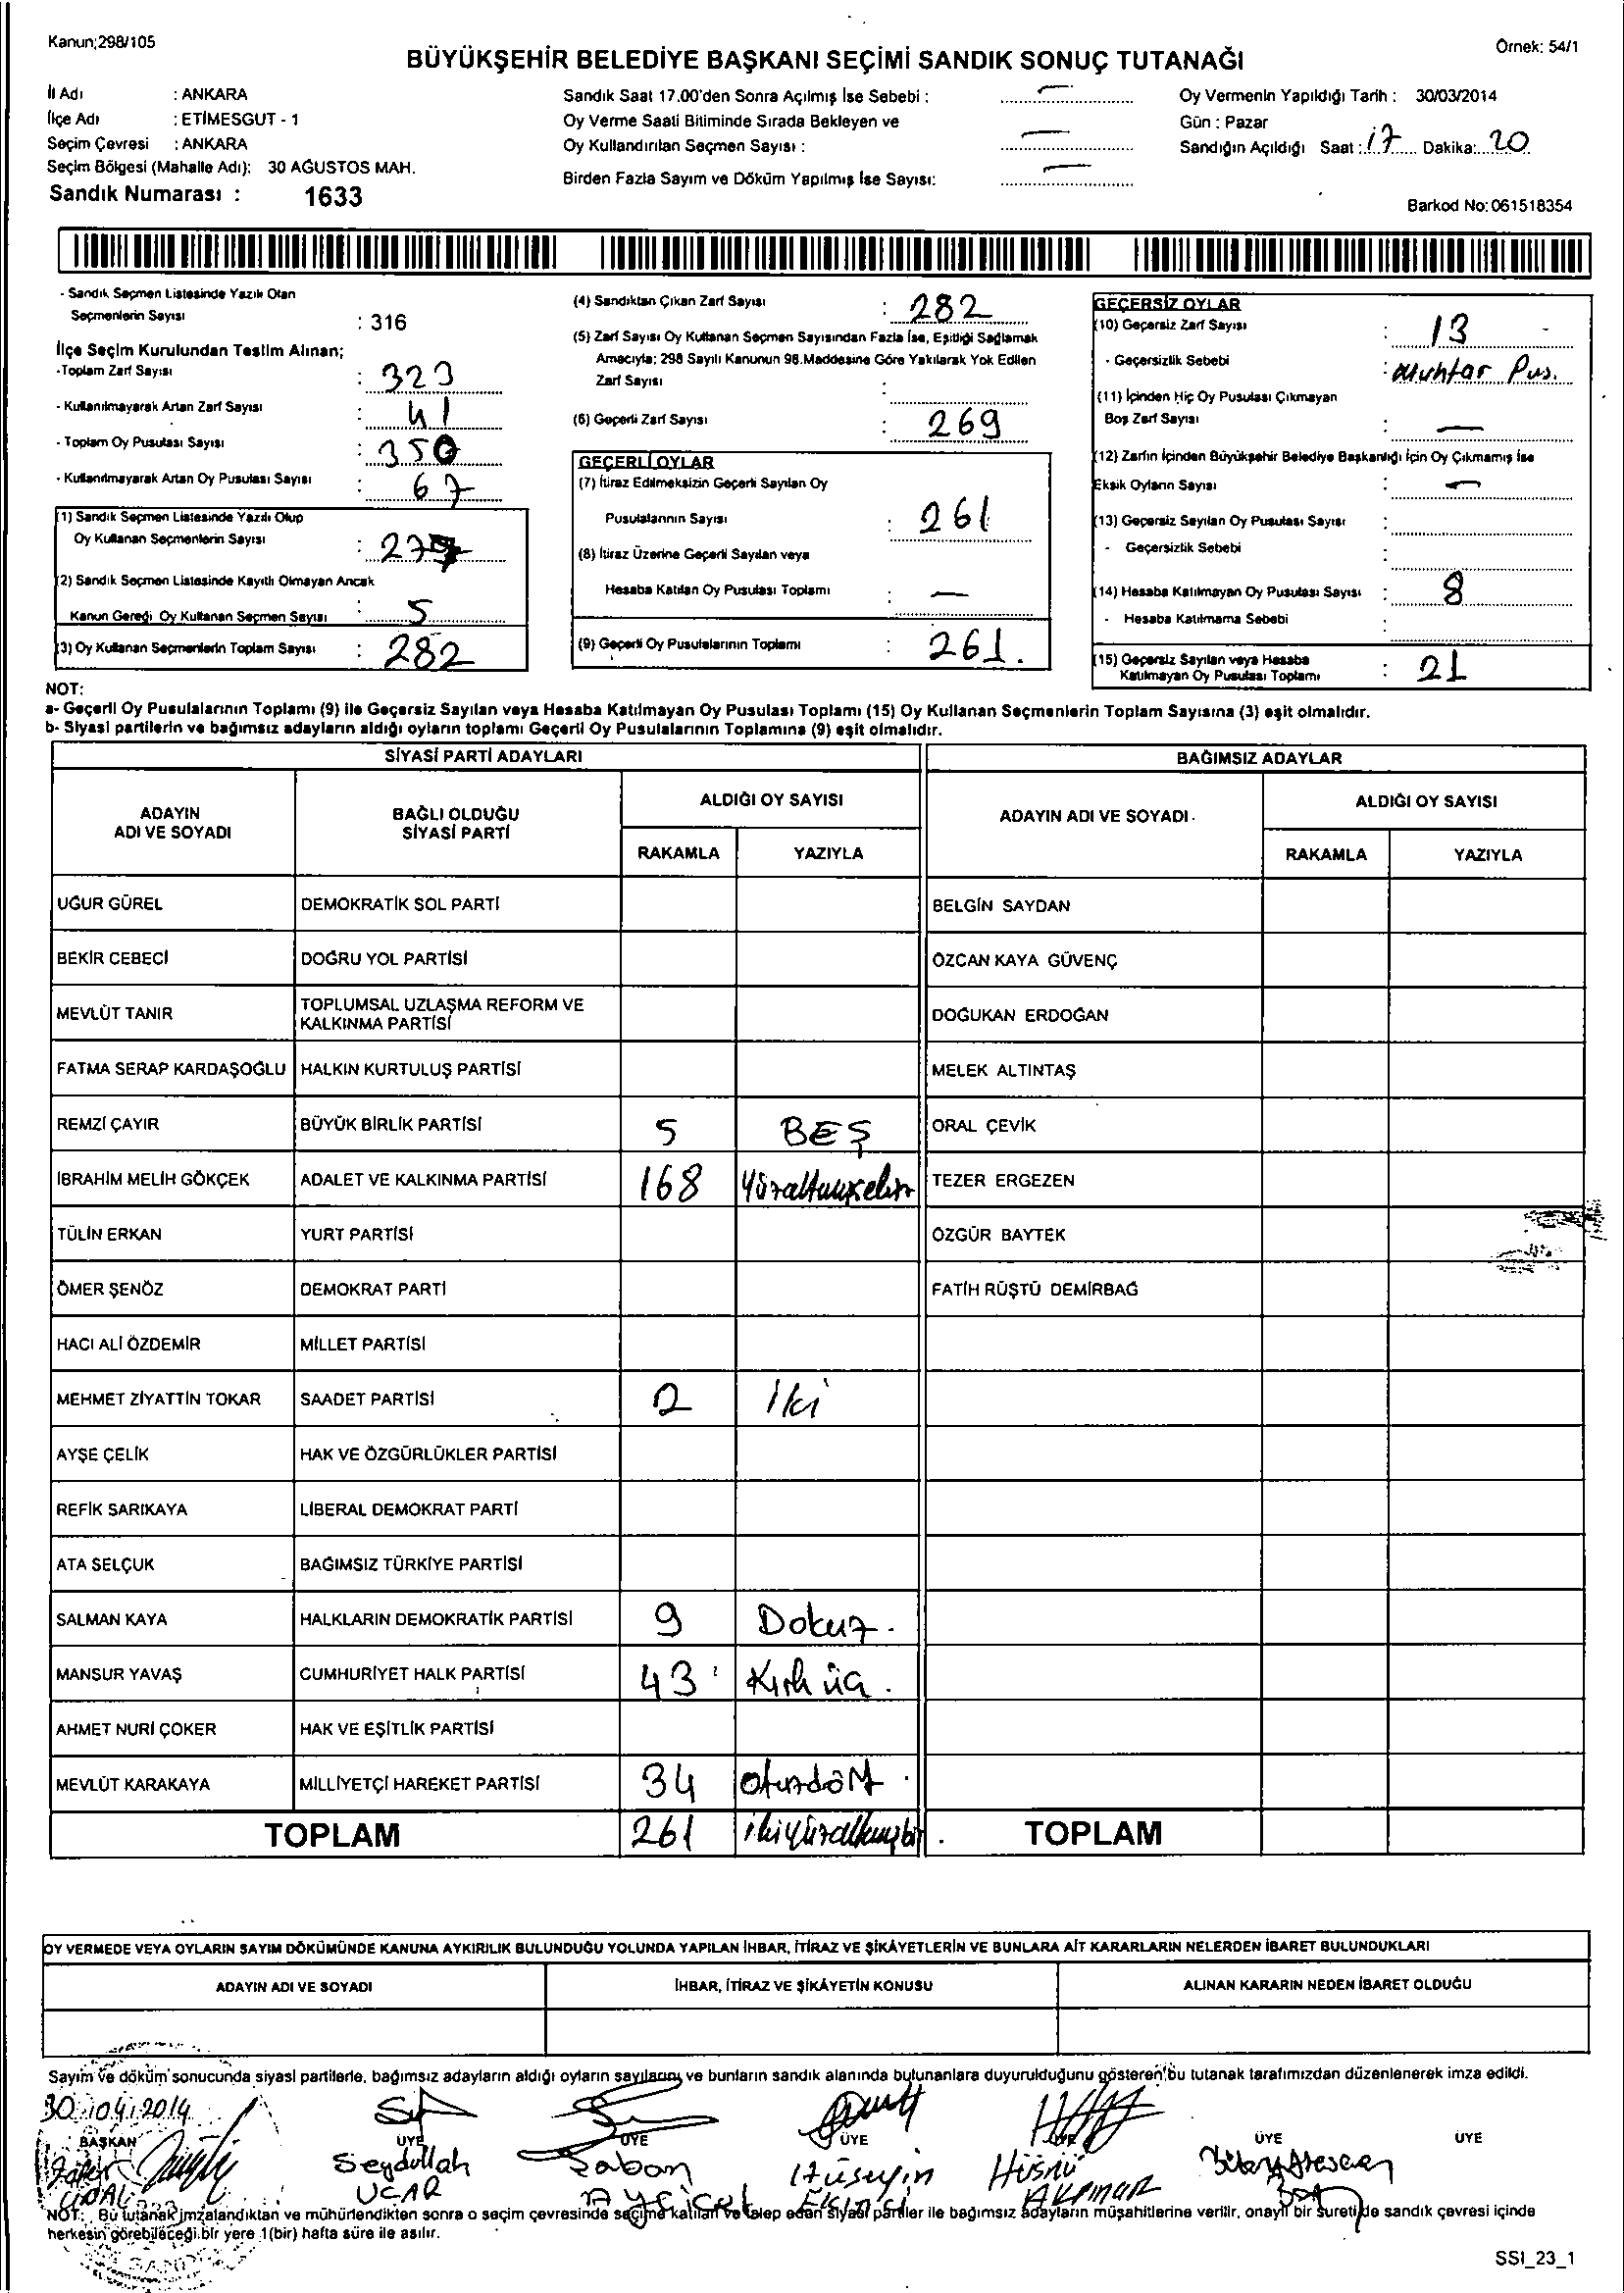 Kanun;298/105
Örnek: 54/1
BÜYÜKŞEHİR BELEDİYE BAŞKANI SEÇİMİ SANDIK SONUÇ TUTANAĞI
İl Adı : ANKARA
İlçe Adı : ETİMESGUT - 1
Seçim Çevresi : ANKARA
Seçim Bölgesi (Mahalle Adı): 30 AĞUSTOS MAH.
Sandık Numarası : 1633
Sandık Saat 17.00'den Sonra Açılmış İse Sebebi : —
Oy Verme Saati Bitiminde Sırada Bekleyen ve
Oy Kullandırılan Seçmen Sayısı : —
Birden Fazla Sayım ve Döküm Yapılmış İse Sayısı: —
Oy Vermenin Yapıldığı Tarih : 30/03/2014
Gün : Pazar
Sandığın Açıldığı Saat : 17 Dakika: 20
Barkod No:061518354
- Sandık Seçmen Listesinde Yazılı Olan
Seçmenlerin Sayısı : 316
İlçe Seçim Kurulundan Teslim Alınan;
-Toplam Zarf Sayısı : 323
- Kullanılmayarak Artan Zarf Sayısı : 41
- Toplam Oy Pusulası Sayısı : 350
- Kullanılmayarak Artan Oy Pusulası Sayısı : 67
(1) Sandık Seçmen Listesinde Yazılı Olup
Oy Kullanan Seçmenlerin Sayısı : 277
(2) Sandık Seçmen Listesinde Kayıtlı Olmayan Ancak
Kanun Gereği Oy Kullanan Seçmen Sayısı : 5
(3) Oy Kullanan Seçmenlerin Toplam Sayısı : 282
(4) Sandıktan Çıkan Zarf Sayısı : 282
(5) Zarf Sayısı Oy Kullanan Seçmen Sayısından Fazla İse, Eşitliği Sağlamak
Amacıyla; 298 Sayılı Kanunun 98.Maddesine Göre Yakılarak Yok Edilen
Zarf Sayısı :
(6) Geçerli Zarf Sayısı : 269
GEÇERLİ OYLAR
(7) İtiraz Edilmeksizin Geçerli Sayılan Oy
Pusulalarının Sayısı : 261
(8) İtiraz Üzerine Geçerli Sayılan veya
Hesaba Katılan Oy Pusulası Toplamı : —
(9) Geçerli Oy Pusulalarının Toplamı : 261.
GEÇERSİZ OYLAR
(10) Geçersiz Zarf Sayısı : 13 -
- Geçersizlik Sebebi : Muhtar Pus.
(11) İçinden Hiç Oy Pusulası Çıkmayan
Boş Zarf Sayısı : —
(12) Zarfın İçinden Büyükşehir Belediye Başkanlığı İçin Oy Çıkmamış İse
Eksik Oyların Sayısı : —
(13) Geçersiz Sayılan Oy Pusulası Sayısı :
- Geçersizlik Sebebi :
(14) Hesaba Katılmayan Oy Pusulası Sayısı : 8
- Hesaba Katılmama Sebebi :
(15) Geçersiz Sayılan veya Hesaba
Katılmayan Oy Pusulası Toplamı : 21
NOT:
a- Geçerli Oy Pusulalarının Toplamı (9) ile Geçersiz Sayılan veya Hesaba Katılmayan Oy Pusulası Toplamı (15) Oy Kullanan Seçmenlerin Toplam Sayısına (3) eşit olmalıdır.
b- Siyasi partilerin ve bağımsız adayların aldığı oyların toplamı Geçerli Oy Pusulalarının Toplamına (9) eşit olmalıdır.
SİYASİ PARTİ ADAYLARI BAĞIMSIZ ADAYLAR
ADAYIN ADI VE SOYADI BAĞLI OLDUĞU SİYASİ PARTİ ALDIĞI OY SAYISI ADAYIN ADI VE SOYADI ALDIĞI OY SAYISI
RAKAMLA YAZIYLA RAKAMLA YAZIYLA
UĞUR GÜREL DEMOKRATİK SOL PARTİ BELGİN SAYDAN
BEKİR CEBECİ DOĞRU YOL PARTİSİ ÖZCAN KAYA GÜVENÇ
MEVLÜT TANIR TOPLUMSAL UZLAŞMA REFORM VE KALKINMA PARTİSİ DOĞUKAN ERDOĞAN
FATMA SERAP KARDAŞOĞLU HALKIN KURTULUŞ PARTİSİ MELEK ALTINTAŞ
REMZİ ÇAYIR BÜYÜK BİRLİK PARTİSİ 5 BEŞ ORAL ÇEVİK
İBRAHİM MELİH GÖKÇEK ADALET VE KALKINMA PARTİSİ 168 TEZER ERGEZEN
TÜLİN ERKAN YURT PARTİSİ ÖZGÜR BAYTEK
ÖMER ŞENÖZ DEMOKRAT PARTİ FATİH RÜŞTÜ DEMİRBAĞ
HACI ALİ ÖZDEMİR MİLLET PARTİSİ
MEHMET ZİYATTİN TOKAR SAADET PARTİSİ 2 iki
AYŞE ÇELİK HAK VE ÖZGÜRLÜKLER PARTİSİ
REFİK SARIKAYA LİBERAL DEMOKRAT PARTİ
ATA SELÇUK BAĞIMSIZ TÜRKİYE PARTİSİ
SALMAN KAYA HALKLARIN DEMOKRATİK PARTİSİ 9 Dokuz.
MANSUR YAVAŞ CUMHURİYET HALK PARTİSİ 43 Kırk üç.
AHMET NURİ ÇOKER HAK VE EŞİTLİK PARTİSİ
MEVLÜT KARAKAYA MİLLİYETÇİ HAREKET PARTİSİ 34 otuzdört
TOPLAM 261 ikiyüzaltmışbir. TOPLAM
OY VERMEDE VEYA OYLARIN SAYIM DÖKÜMÜNDE KANUNA AYKIRILIK BULUNDUĞU YOLUNDA YAPILAN İHBAR, İTİRAZ VE ŞİKÂYETLERİN VE BUNLARA AİT KARARLARIN NELERDEN İBARET BULUNDUKLARI
ADAYIN ADI VE SOYADI İHBAR, İTİRAZ VE ŞİKÂYETİN KONUSU ALINAN KARARIN NEDEN İBARET OLDUĞU
Sayım ve döküm sonucunda siyasi partilerle, bağımsız adayların aldığı oyların sayılarını ve bunların sandık alanında bulunanlara duyurulduğunu gösteren bu tutanak tarafımızdan düzenlenerek imza edildi.
30.04.2014
BAŞKAN ÜYE ÜYE ÜYE ÜYE ÜYE ÜYE
Seydullah Şaban Hüseyin Hüsnü
UÇAR AYÇİÇEK AKPINAR
NOT: Bu tutanak imzalandıktan ve mühürlendikten sonra o seçim çevresinde seçime katılan ve talep eden siyasi partiler ile bağımsız adayların müşahitlerine verilir, onaylı bir sureti de sandık çevresi içinde
herkesin görebileceği bir yere 1(bir) hafta süre ile asılır.
SSI_23_1